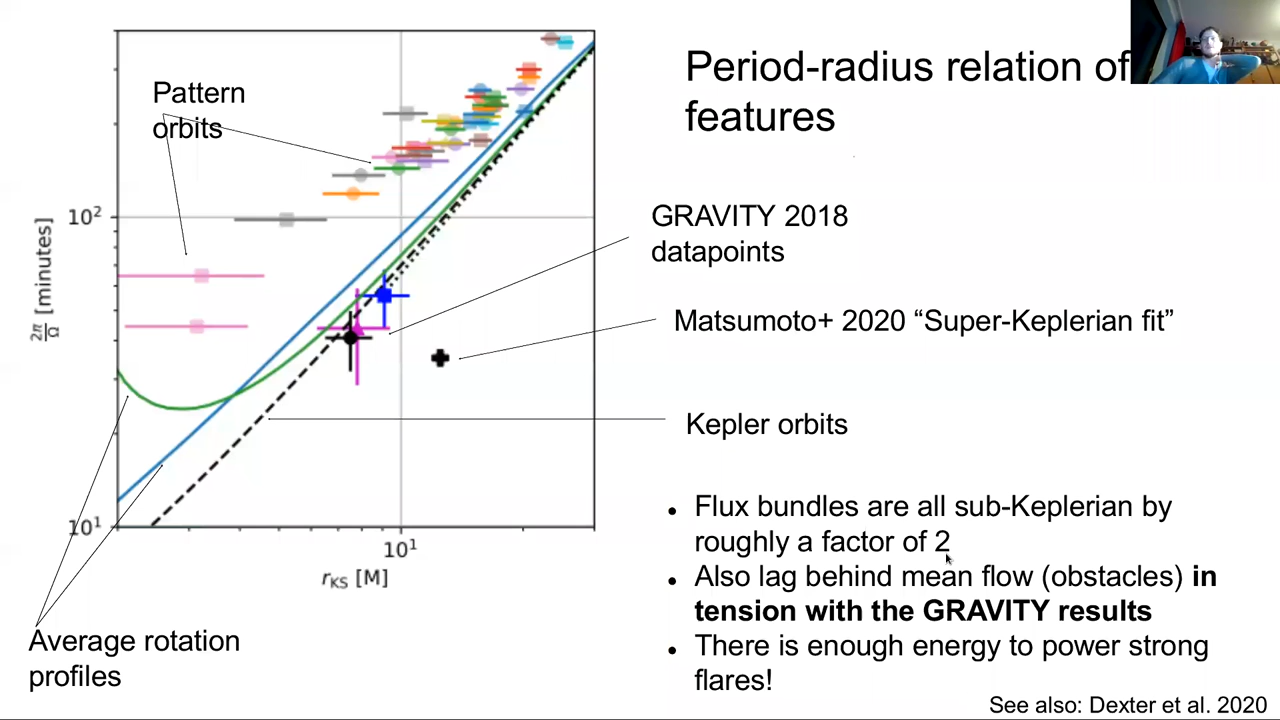 Period-radius relation of
features
Pattern
orbits
10²
10¹
2π
Ω
[minutes]
10¹
rKS [M]
GRAVITY 2018
datapoints
Matsumoto+ 2020 “Super-Keplerian fit”
Kepler orbits
Average rotation
profiles
• Flux bundles are all sub-Keplerian by
roughly a factor of 2
• Also lag behind mean flow (obstacles) in
tension with the GRAVITY results
• There is enough energy to power strong
flares!
See also: Dexter et al. 2020